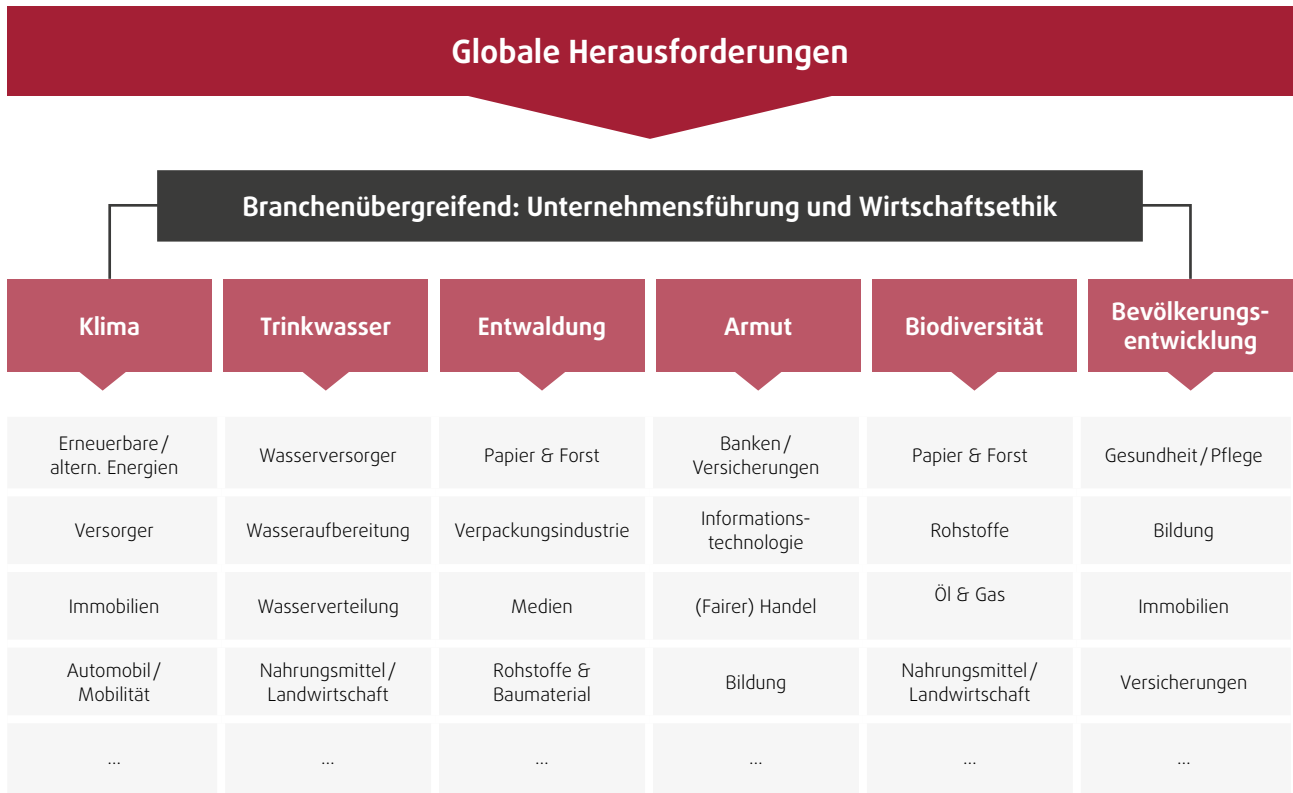 Globale Herausforderungen
Branchenübergreifend: Unternehmensführung und Wirtschaftsethik
Klima
Trinkwasser
Entwaldung
Armut
Biodiversität
Bevölkerungs-
entwicklung
Erneuerbare /
altern. Energien
Wasserversorger
Papier & Forst
Banken /
Versicherungen
Papier & Forst
Gesundheit / Pflege
Versorger
Wasseraufbereitung
Verpackungsindustrie
Informations-
technologie
Rohstoffe
Bildung
Immobilien
Wasserverteilung
Medien
(Fairer) Handel
Öl & Gas
Immobilien
Automobil /
Mobilität
Nahrungsmittel /
Landwirtschaft
Rohstoffe &
Baumaterial
Bildung
Nahrungsmittel /
Landwirtschaft
Versicherungen
...
...
...
...
...
...